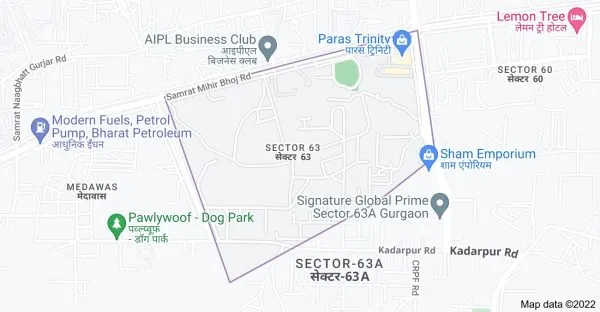 Lemon Tree
लेमन ट्री होटल
AIPL Business Club
आइपीएल
बिजनेस क्लब
Paras Trinity
पारस ट्रिनिटी
SECTOR 60
सेक्टर 60
Samrat Naagbhatt Gurjar Rd
Samrat Mihir Bhoj Rd
Modern Fuels, Petrol
Pump, Bharat Petroleum
आधुनिक ईंधन
SECTOR 63
सेक्टर 63
Sham Emporium
शाम एंपोरियम
MEDAWAS
मेदावास
Signature Global Prime
Sector 63A Gurgaon
Pawlywoof - Dog Park
पव्ल्य्वूफ़
- डॉग पार्क
Kadarpur Rd
Kadarpur Rd
SECTOR-63A
सेक्टर-63A
CRPF Rd
Map data ©2022